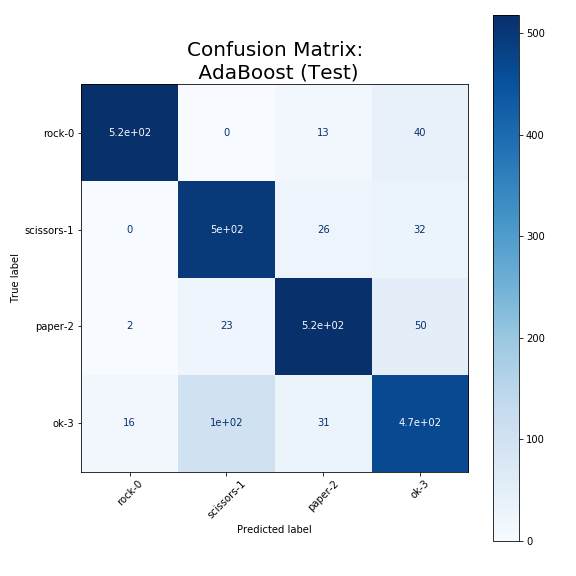 Confusion Matrix:
AdaBoost (Test)
500
400
300
200
100
0
True label
rock-0
5.2e+02
0
13
40
scissors-1
0
5e+02
26
32
paper-2
2
23
5.2e+02
50
ok-3
16
1e+02
31
4.7e+02
rock-0
scissors-1
paper-2
ok-3
Predicted label